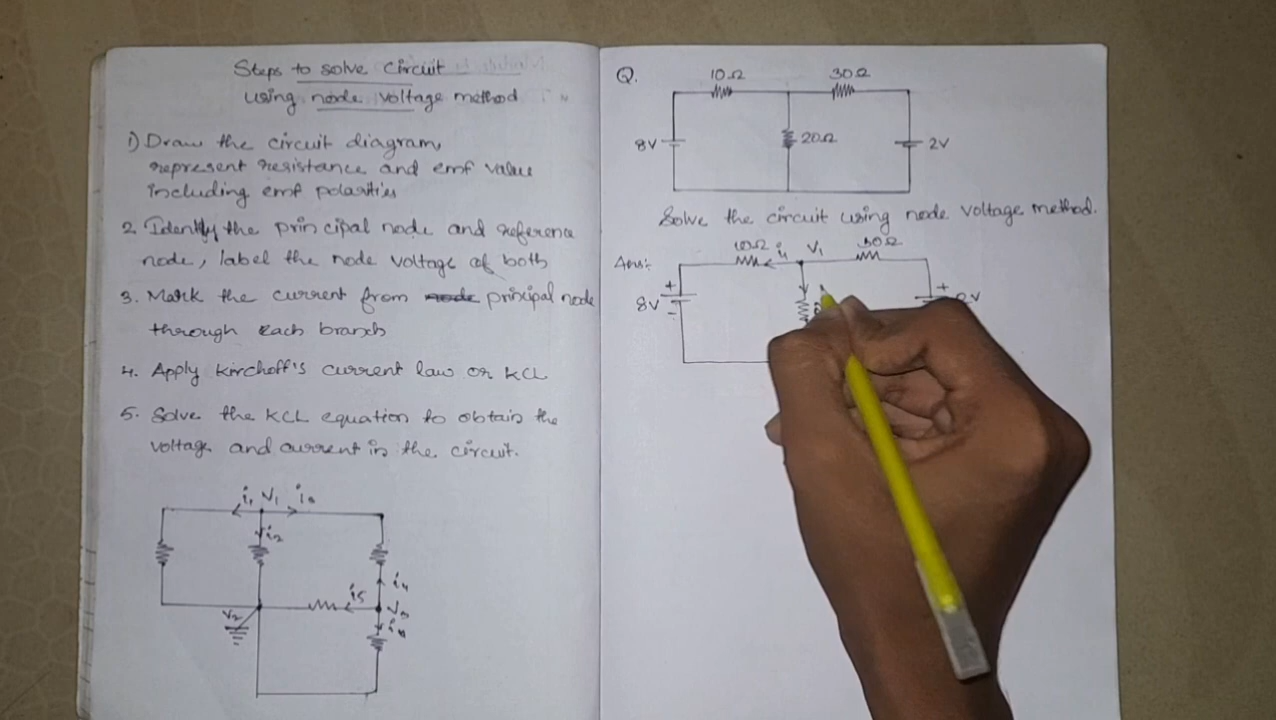 Steps to solve circuit
using node voltage method
1) Draw the circuit diagram,
represent resistance and emf value
including emf polarities
2. Identify the principal node and reference
node, label the node voltage of both
3. Mark the current from principal node
through each branch
4. Apply kirchoff's current law or KCL
5. Solve the KCL equation to obtain the
voltage and current in the circuit.
i1 V1 i3
i2
i4
i5
V2
V3
Q.
10Ω 30Ω
8V 20Ω 2V
Solve the circuit using node voltage method.
Ans:
10Ω i1 V1 30Ω
+ +
8V
-